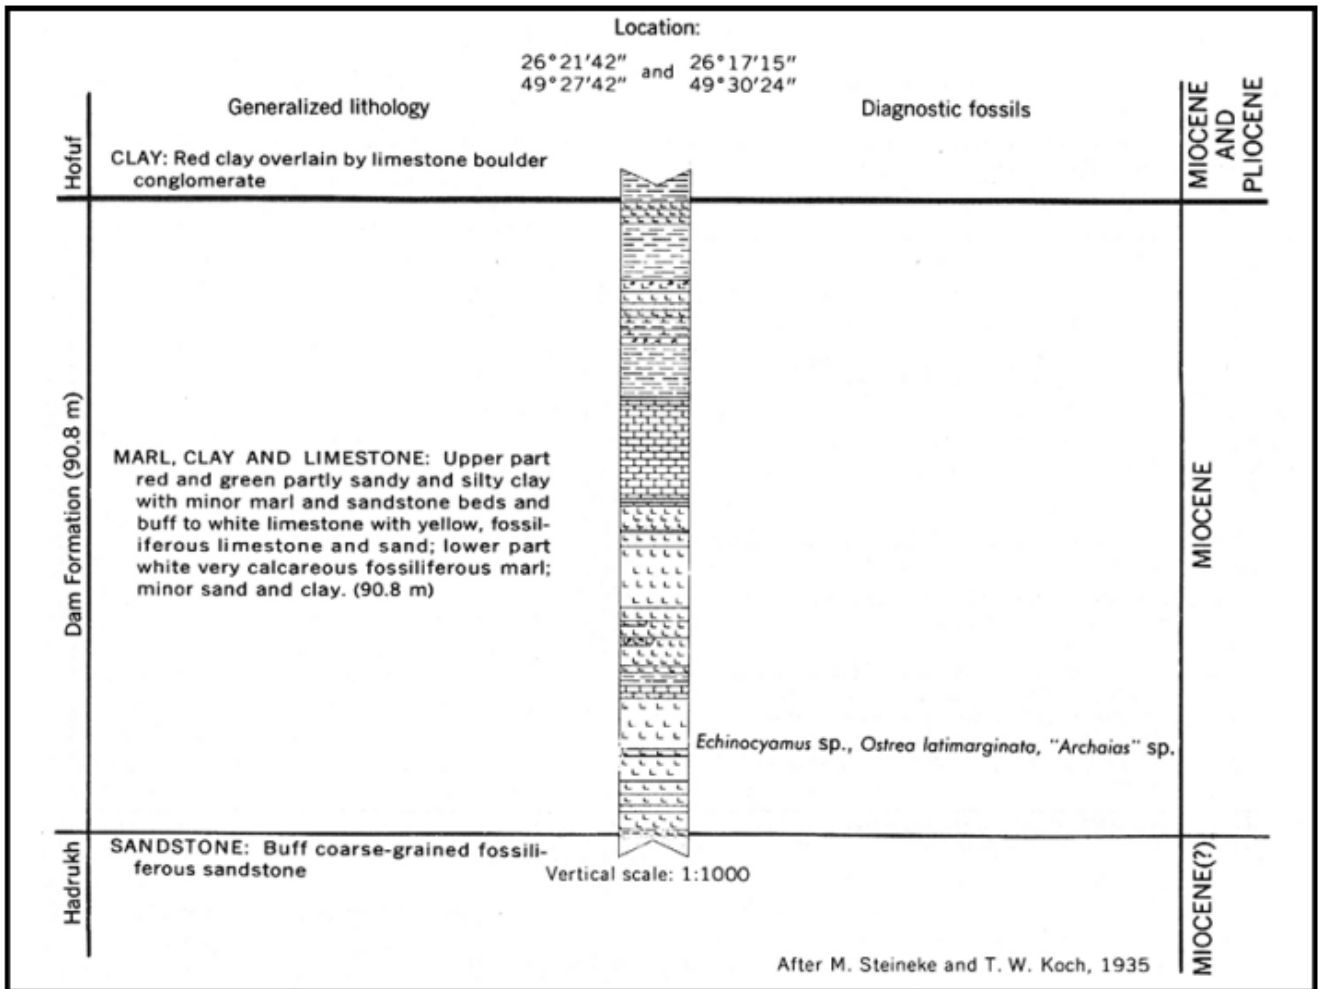 Location:
26°21'42" and 26°17'15"
49°27'42" 49°30'24"
Generalized lithology
Diagnostic fossils
Hofuf
CLAY: Red clay overlain by limestone boulder
conglomerate
MIOCENE
AND
PLIOCENE
Dam Formation (90.8 m)
MARL, CLAY AND LIMESTONE: Upper part
red and green partly sandy and silty clay
with minor marl and sandstone beds and
buff to white limestone with yellow, fossil-
iferous limestone and sand; lower part
white very calcareous fossiliferous marl;
minor sand and clay. (90.8 m)
MIOCENE
Echinocyamus sp., Ostrea latimarginata, "Archaias" sp.
Hadrukh
SANDSTONE: Buff coarse-grained fossili-
ferous sandstone
Vertical scale: 1:1000
MIOCENE(?)
After M. Steineke and T. W. Koch, 1935